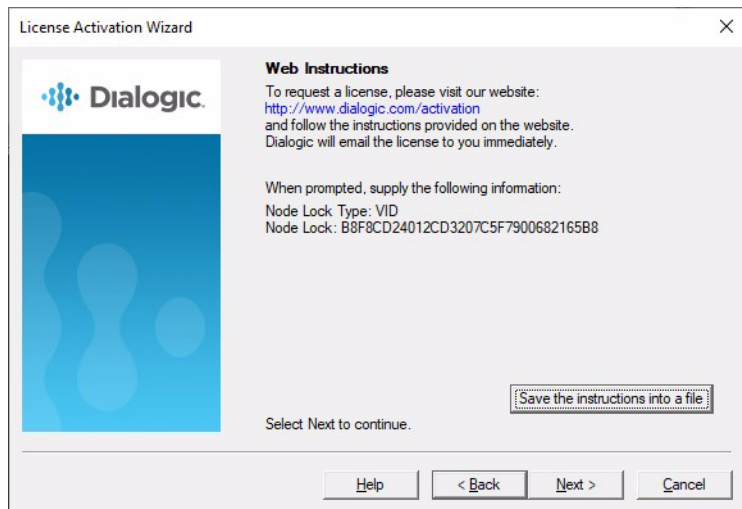 License Activation Wizard
Dialogic.
Web Instructions
To request a license, please visit our website:
http://www.dialogic.com/activation
and follow the instructions provided on the website.
Dialogic will email the license to you immediately.
When prompted, supply the following information:
Node Lock Type: VID
Node Lock: B8F8CD24012CD3207C5F7900682165B8
Save the instructions into a file
Select Next to continue.
Help
< Back
Next >
Cancel